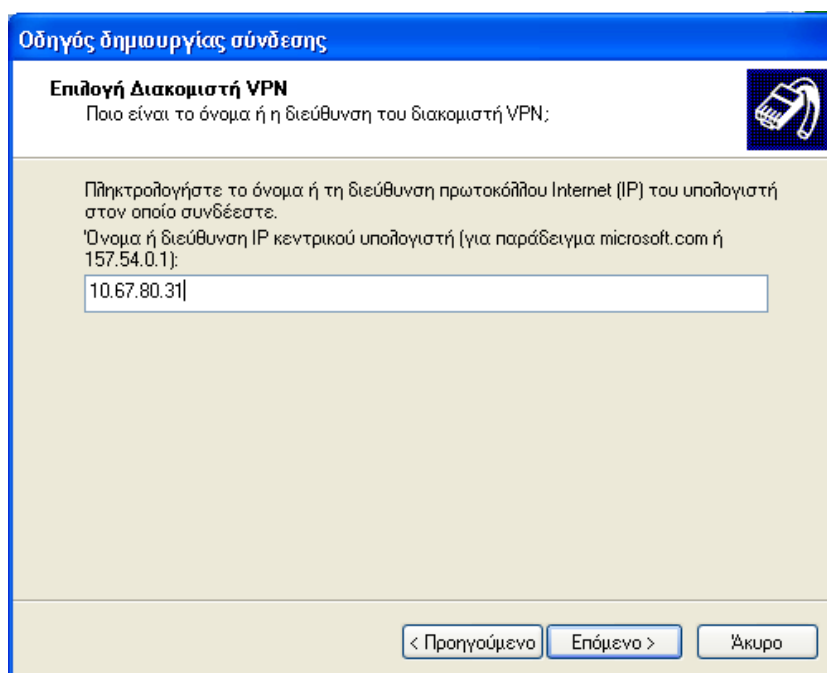 Οδηγός δημιουργίας σύνδεσης
Επιλογή Διακομιστή VPN
Ποιο είναι το όνομα ή η διεύθυνση του διακομιστή VPN;
Πληκτρολογήστε το όνομα ή τη διεύθυνση πρωτοκόλλου Internet (IP) του υπολογιστή
στον οποίο συνδέεστε.
Όνομα ή διεύθυνση IP κεντρικού υπολογιστή (για παράδειγμα microsoft.com ή
157.54.0.1):
10.67.80.31
< Προηγούμενο Επόμενο > Άκυρο